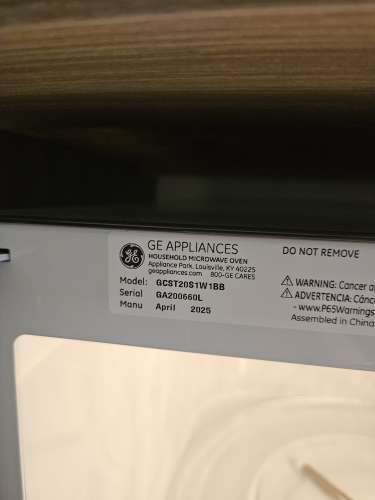 GE APPLIANCES
HOUSEHOLD MICROWAVE OVEN
Appliance Park, Louisville, KY 40225
geappliances.com 800-GE CARES
Model: GCST20S1W1BB
Serial GA200660L
Manu April 2025
DO NOT REMOVE
WARNING: Cancer a
ADVERTENCIA: Cánc
- www.P65Warnings
Assembled in China